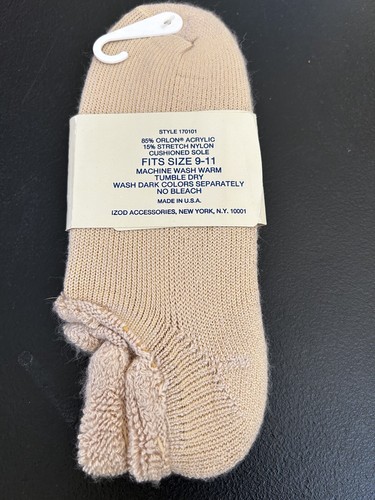 STYLE 170101
85% ORLON® ACRYLIC
15% STRETCH NYLON
CUSHIONED SOLE
FITS SIZE 9-11
MACHINE WASH WARM
TUMBLE DRY
WASH DARK COLORS SEPARATELY
NO BLEACH
MADE IN U.S.A.
IZOD ACCESSORIES, NEW YORK, N.Y. 10001